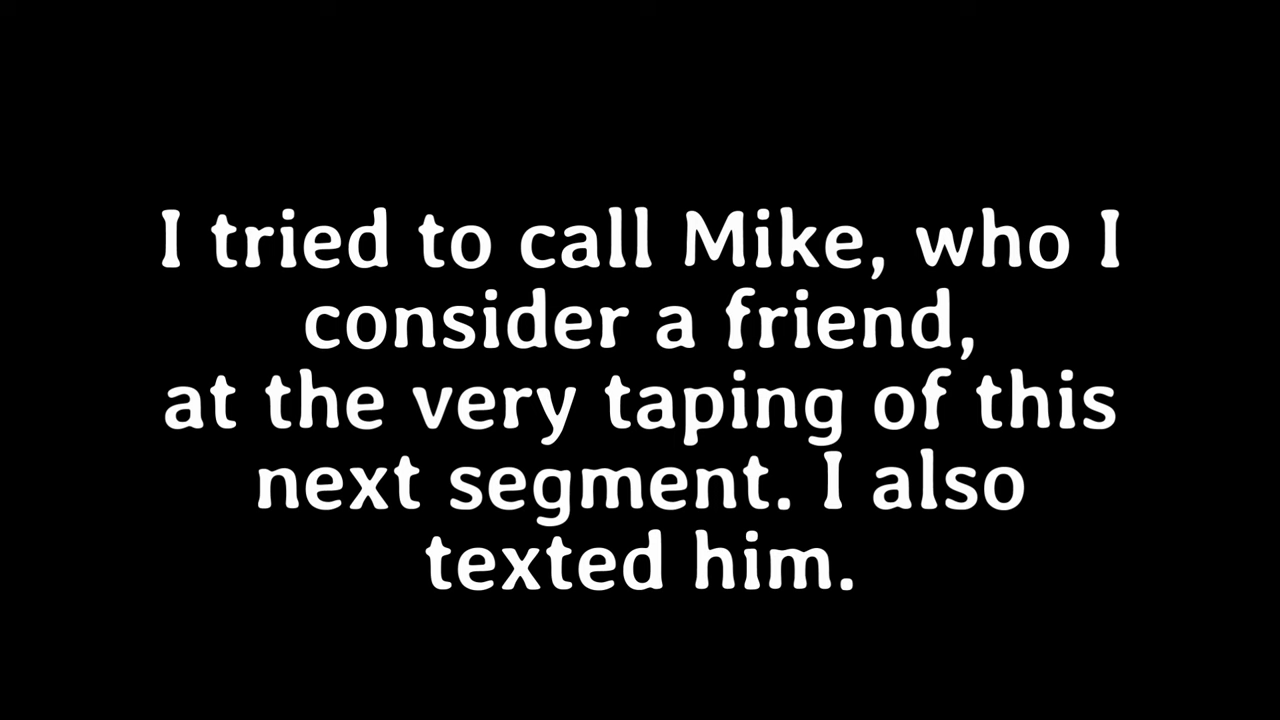 I tried to call Mike, who I
consider a friend,
at the very taping of this
next segment. I also
texted him.